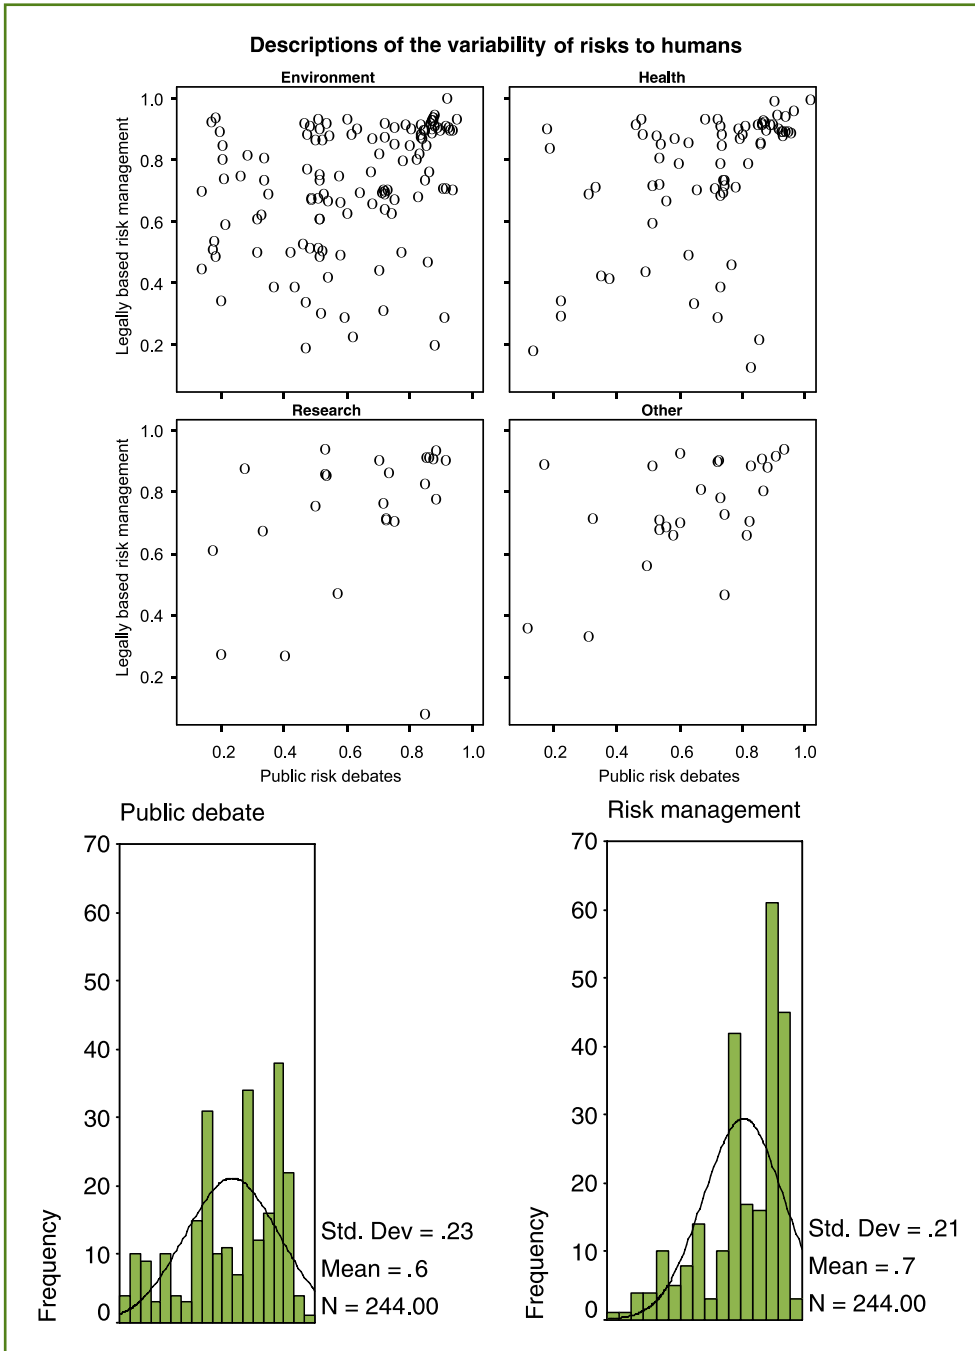 Descriptions of the variability of risks to humans
Environment
Health
Legally based risk management
1.0
0.8
0.6
0.4
0.2
Research
Other
Legally based risk management
1.0
0.8
0.6
0.4
0.2
0.2 0.4 0.6 0.8 1.0
0.2 0.4 0.6 0.8 1.0
Public risk debates
Public risk debates
Public debate
70
60
50
40
30
20
10
0
Frequency
Std. Dev = .23
Mean = .6
N = 244.00
Risk management
70
60
50
40
30
20
10
0
Frequency
Std. Dev = .21
Mean = .7
N = 244.00